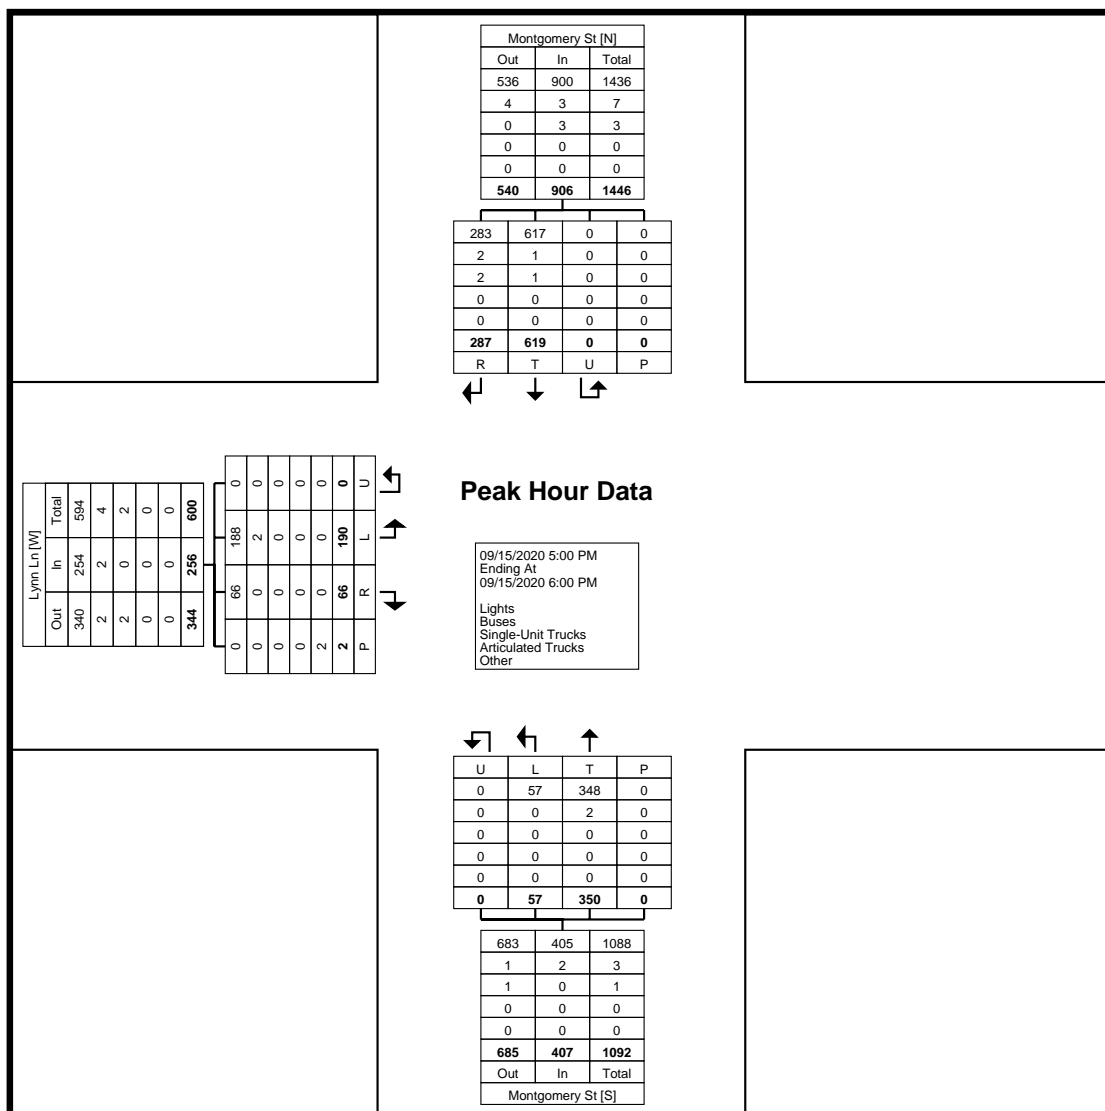 Montgomery St [N]
Out In Total
536 900 1436
4 3 7
0 3 3
0 0 0
0 0 0
540 906 1446
283 617 0 0
2 1 0 0
2 1 0 0
0 0 0 0
0 0 0 0
287 619 0 0
R T U P
Lynn Ln [W]
Out In Total
340 254 594
2 2 4
2 0 2
0 0 0
0 0 0
344 256 600
0 66 188 0
0 0 2 0
0 0 0 0
0 0 0 0
2 0 0 0
2 66 190 0
P R L U
Peak Hour Data
09/15/2020 5:00 PM
Ending At
09/15/2020 6:00 PM
Lights
Buses
Single-Unit Trucks
Articulated Trucks
Other
U L T P
0 57 348 0
0 0 2 0
0 0 0 0
0 0 0 0
0 0 0 0
0 57 350 0
683 405 1088
1 2 3
1 0 1
0 0 0
0 0 0
685 407 1092
Out In Total
Montgomery St [S]